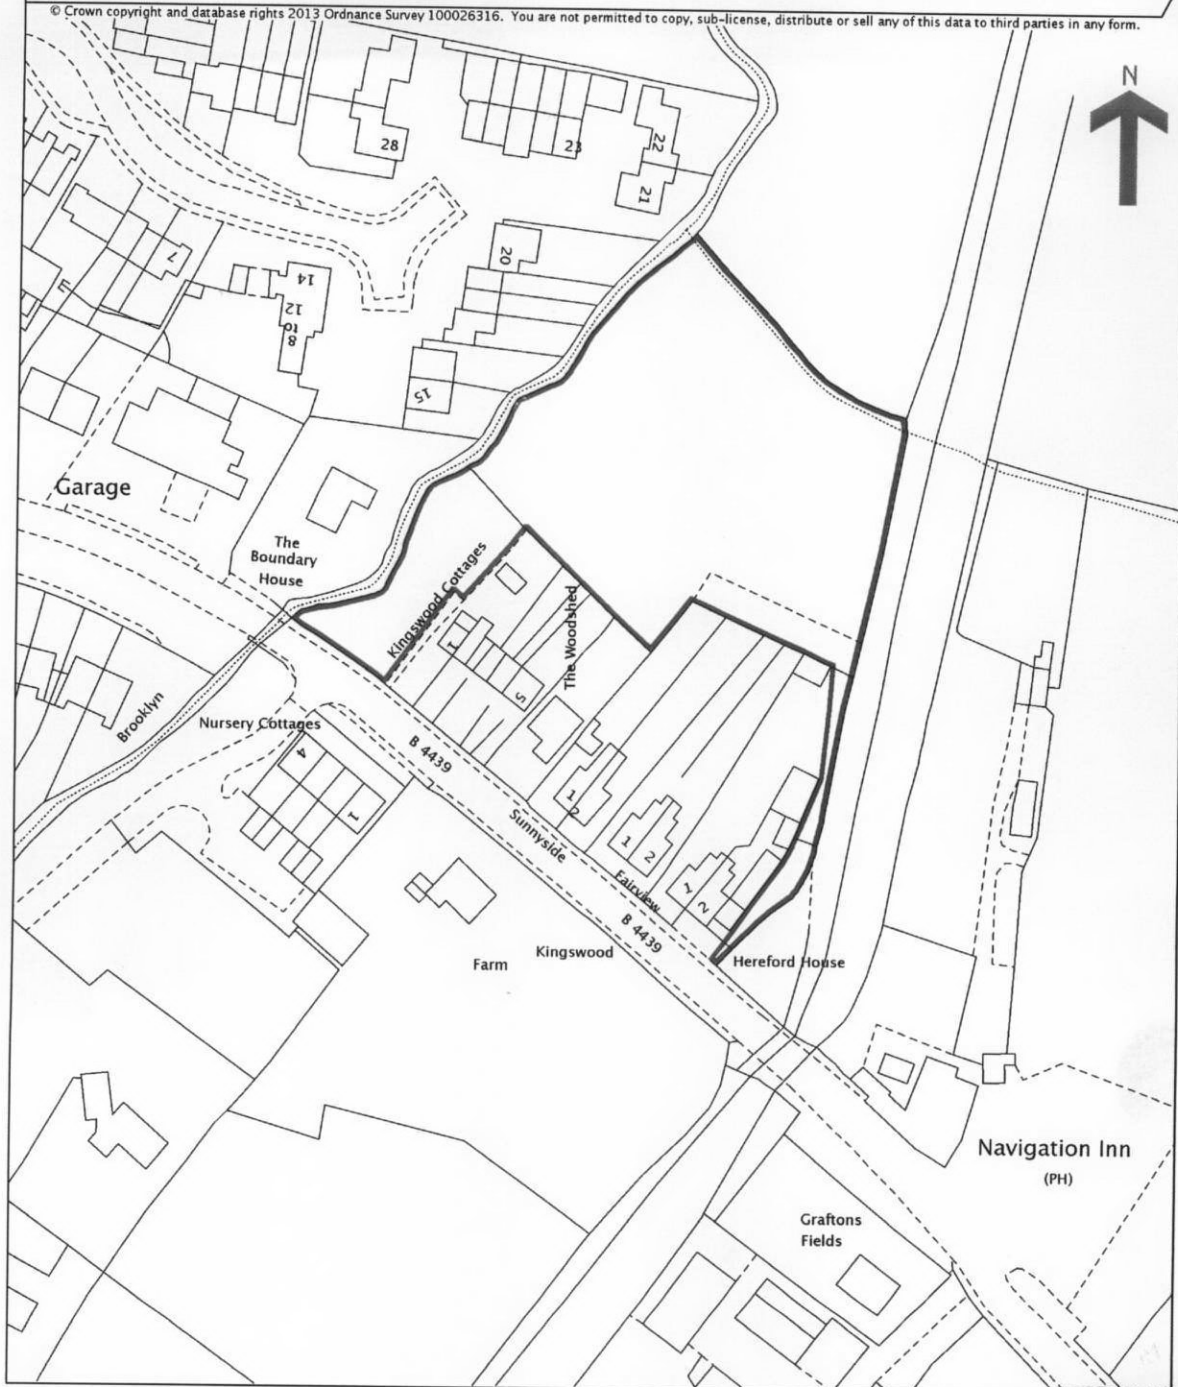 © Crown copyright and database rights 2013 Ordnance Survey 100026316. You are not permitted to copy, sub-license, distribute or sell any of this data to third parties in any form.
N
28
23
22
21
20
7
14
12
to
8
15
Garage
The
Boundary
House
Kingswood Cottages
The Woodshed
1
5
Brooklyn
Nursery Cottages
4
1
B 4439
Sunnyside
1
2
1
2
Fairview
1
2
B 4439
Farm
Kingswood
Hereford House
Navigation Inn
(PH)
Graftons
Fields